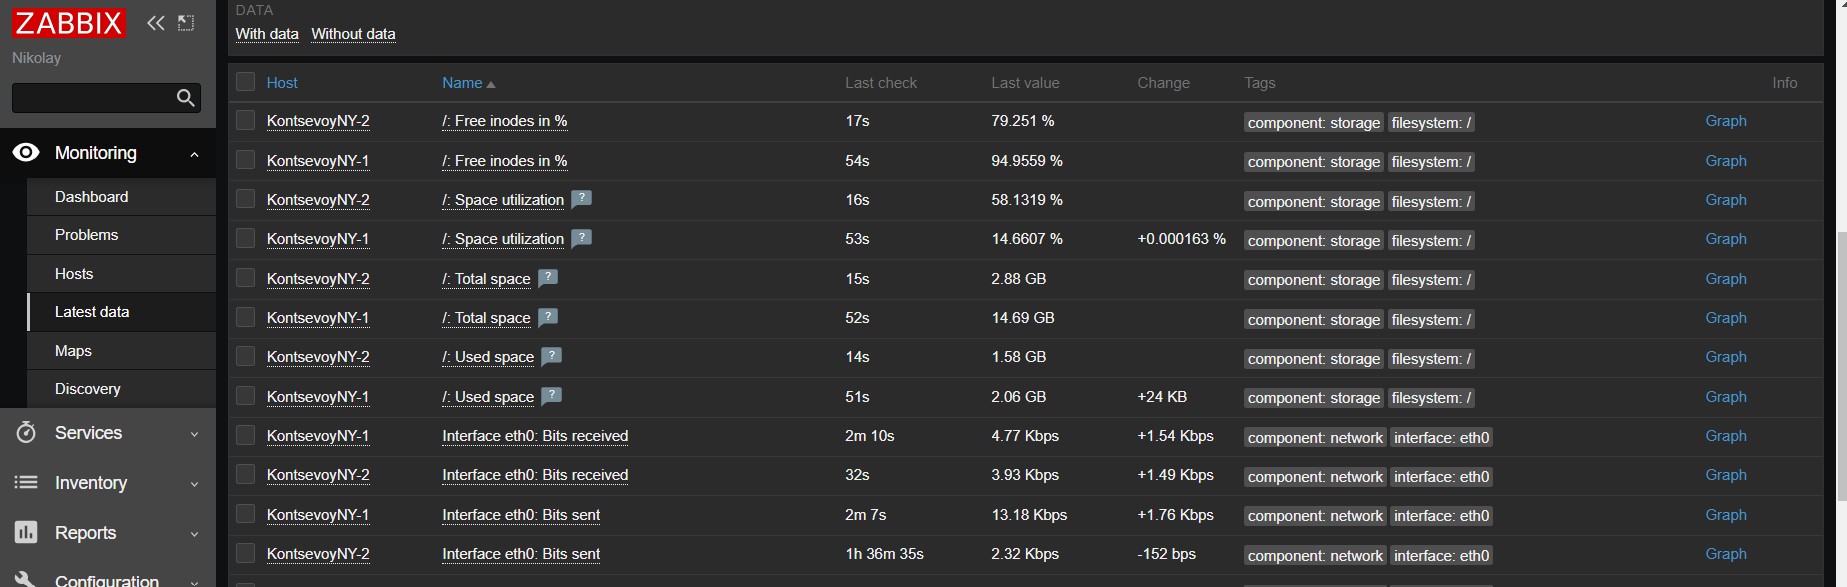 ZABBIX
Nikolay
Monitoring
Dashboard
Problems
Hosts
Latest data
Maps
Discovery
Services
Inventory
Reports
Configuration
DATA
With data Without data
Host Name Last check Last value Change Tags Info
KontsevoyNY-2 /: Free inodes in % 17s 79.251 % component: storage filesystem: / Graph
KontsevoyNY-1 /: Free inodes in % 54s 94.9559 % component: storage filesystem: / Graph
KontsevoyNY-2 /: Space utilization ? 16s 58.1319 % component: storage filesystem: / Graph
KontsevoyNY-1 /: Space utilization ? 53s 14.6607 % +0.000163 % component: storage filesystem: / Graph
KontsevoyNY-2 /: Total space ? 15s 2.88 GB component: storage filesystem: / Graph
KontsevoyNY-1 /: Total space ? 52s 14.69 GB component: storage filesystem: / Graph
KontsevoyNY-2 /: Used space ? 14s 1.58 GB component: storage filesystem: / Graph
KontsevoyNY-1 /: Used space ? 51s 2.06 GB +24 KB component: storage filesystem: / Graph
KontsevoyNY-1 Interface eth0: Bits received 2m 10s 4.77 Kbps +1.54 Kbps component: network interface: eth0 Graph
KontsevoyNY-2 Interface eth0: Bits received 32s 3.93 Kbps +1.49 Kbps component: network interface: eth0 Graph
KontsevoyNY-1 Interface eth0: Bits sent 2m 7s 13.18 Kbps +1.76 Kbps component: network interface: eth0 Graph
KontsevoyNY-2 Interface eth0: Bits sent 1h 36m 35s 2.32 Kbps -152 bps component: network interface: eth0 Graph